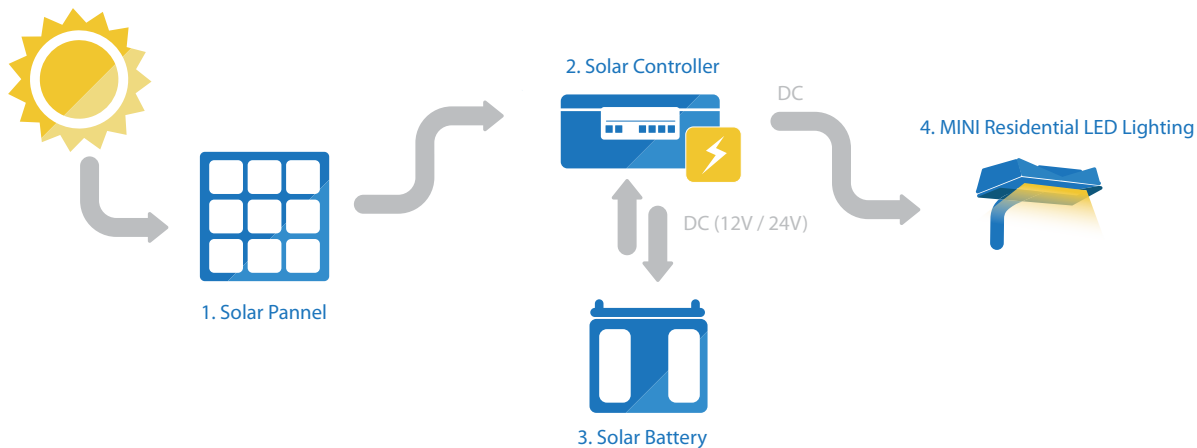 2. Solar Controller
DC
4. MINI Residential LED Lighting
DC (12V / 24V)
1. Solar Pannel
3. Solar Battery